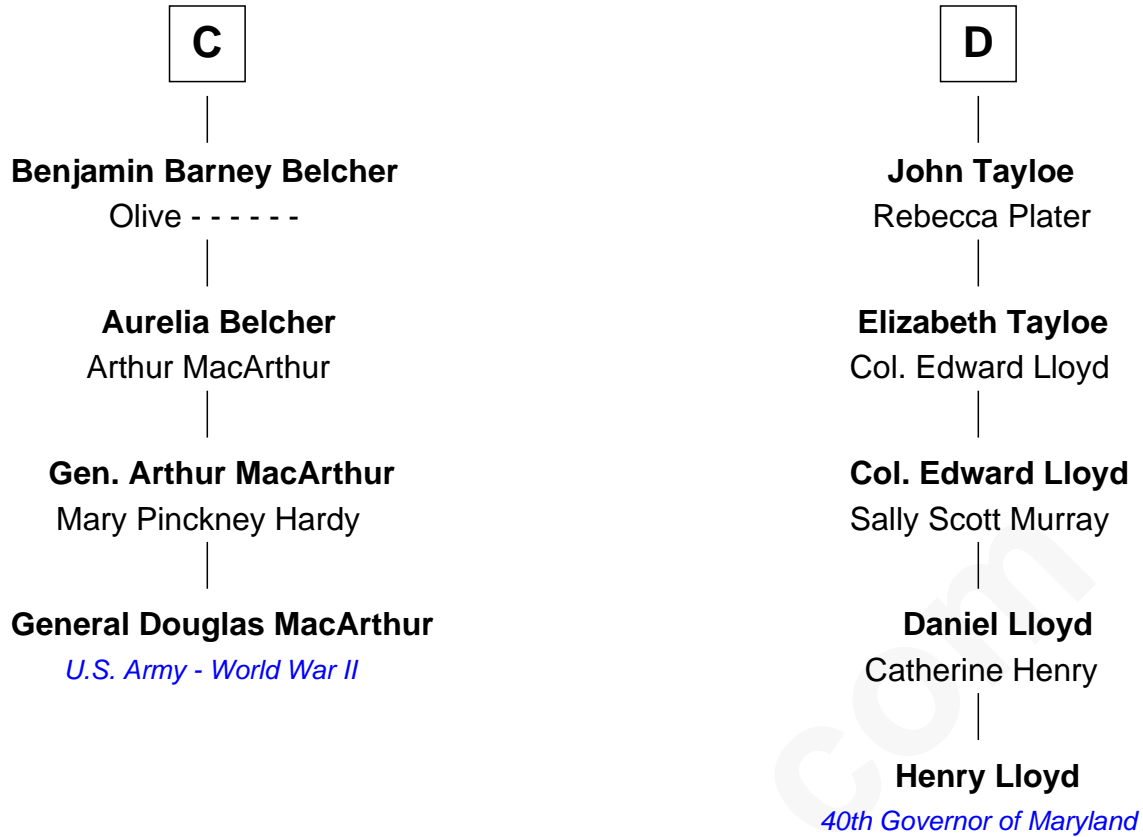 C
Benjamin Barney Belcher
Olive - - - - - -
Aurelia Belcher
Arthur MacArthur
Gen. Arthur MacArthur
Mary Pinckney Hardy
General Douglas MacArthur
U.S. Army - World War II
D
John Tayloe
Rebecca Plater
Elizabeth Tayloe
Col. Edward Lloyd
Col. Edward Lloyd
Sally Scott Murray
Daniel Lloyd
Catherine Henry
Henry Lloyd
40th Governor of Maryland
com